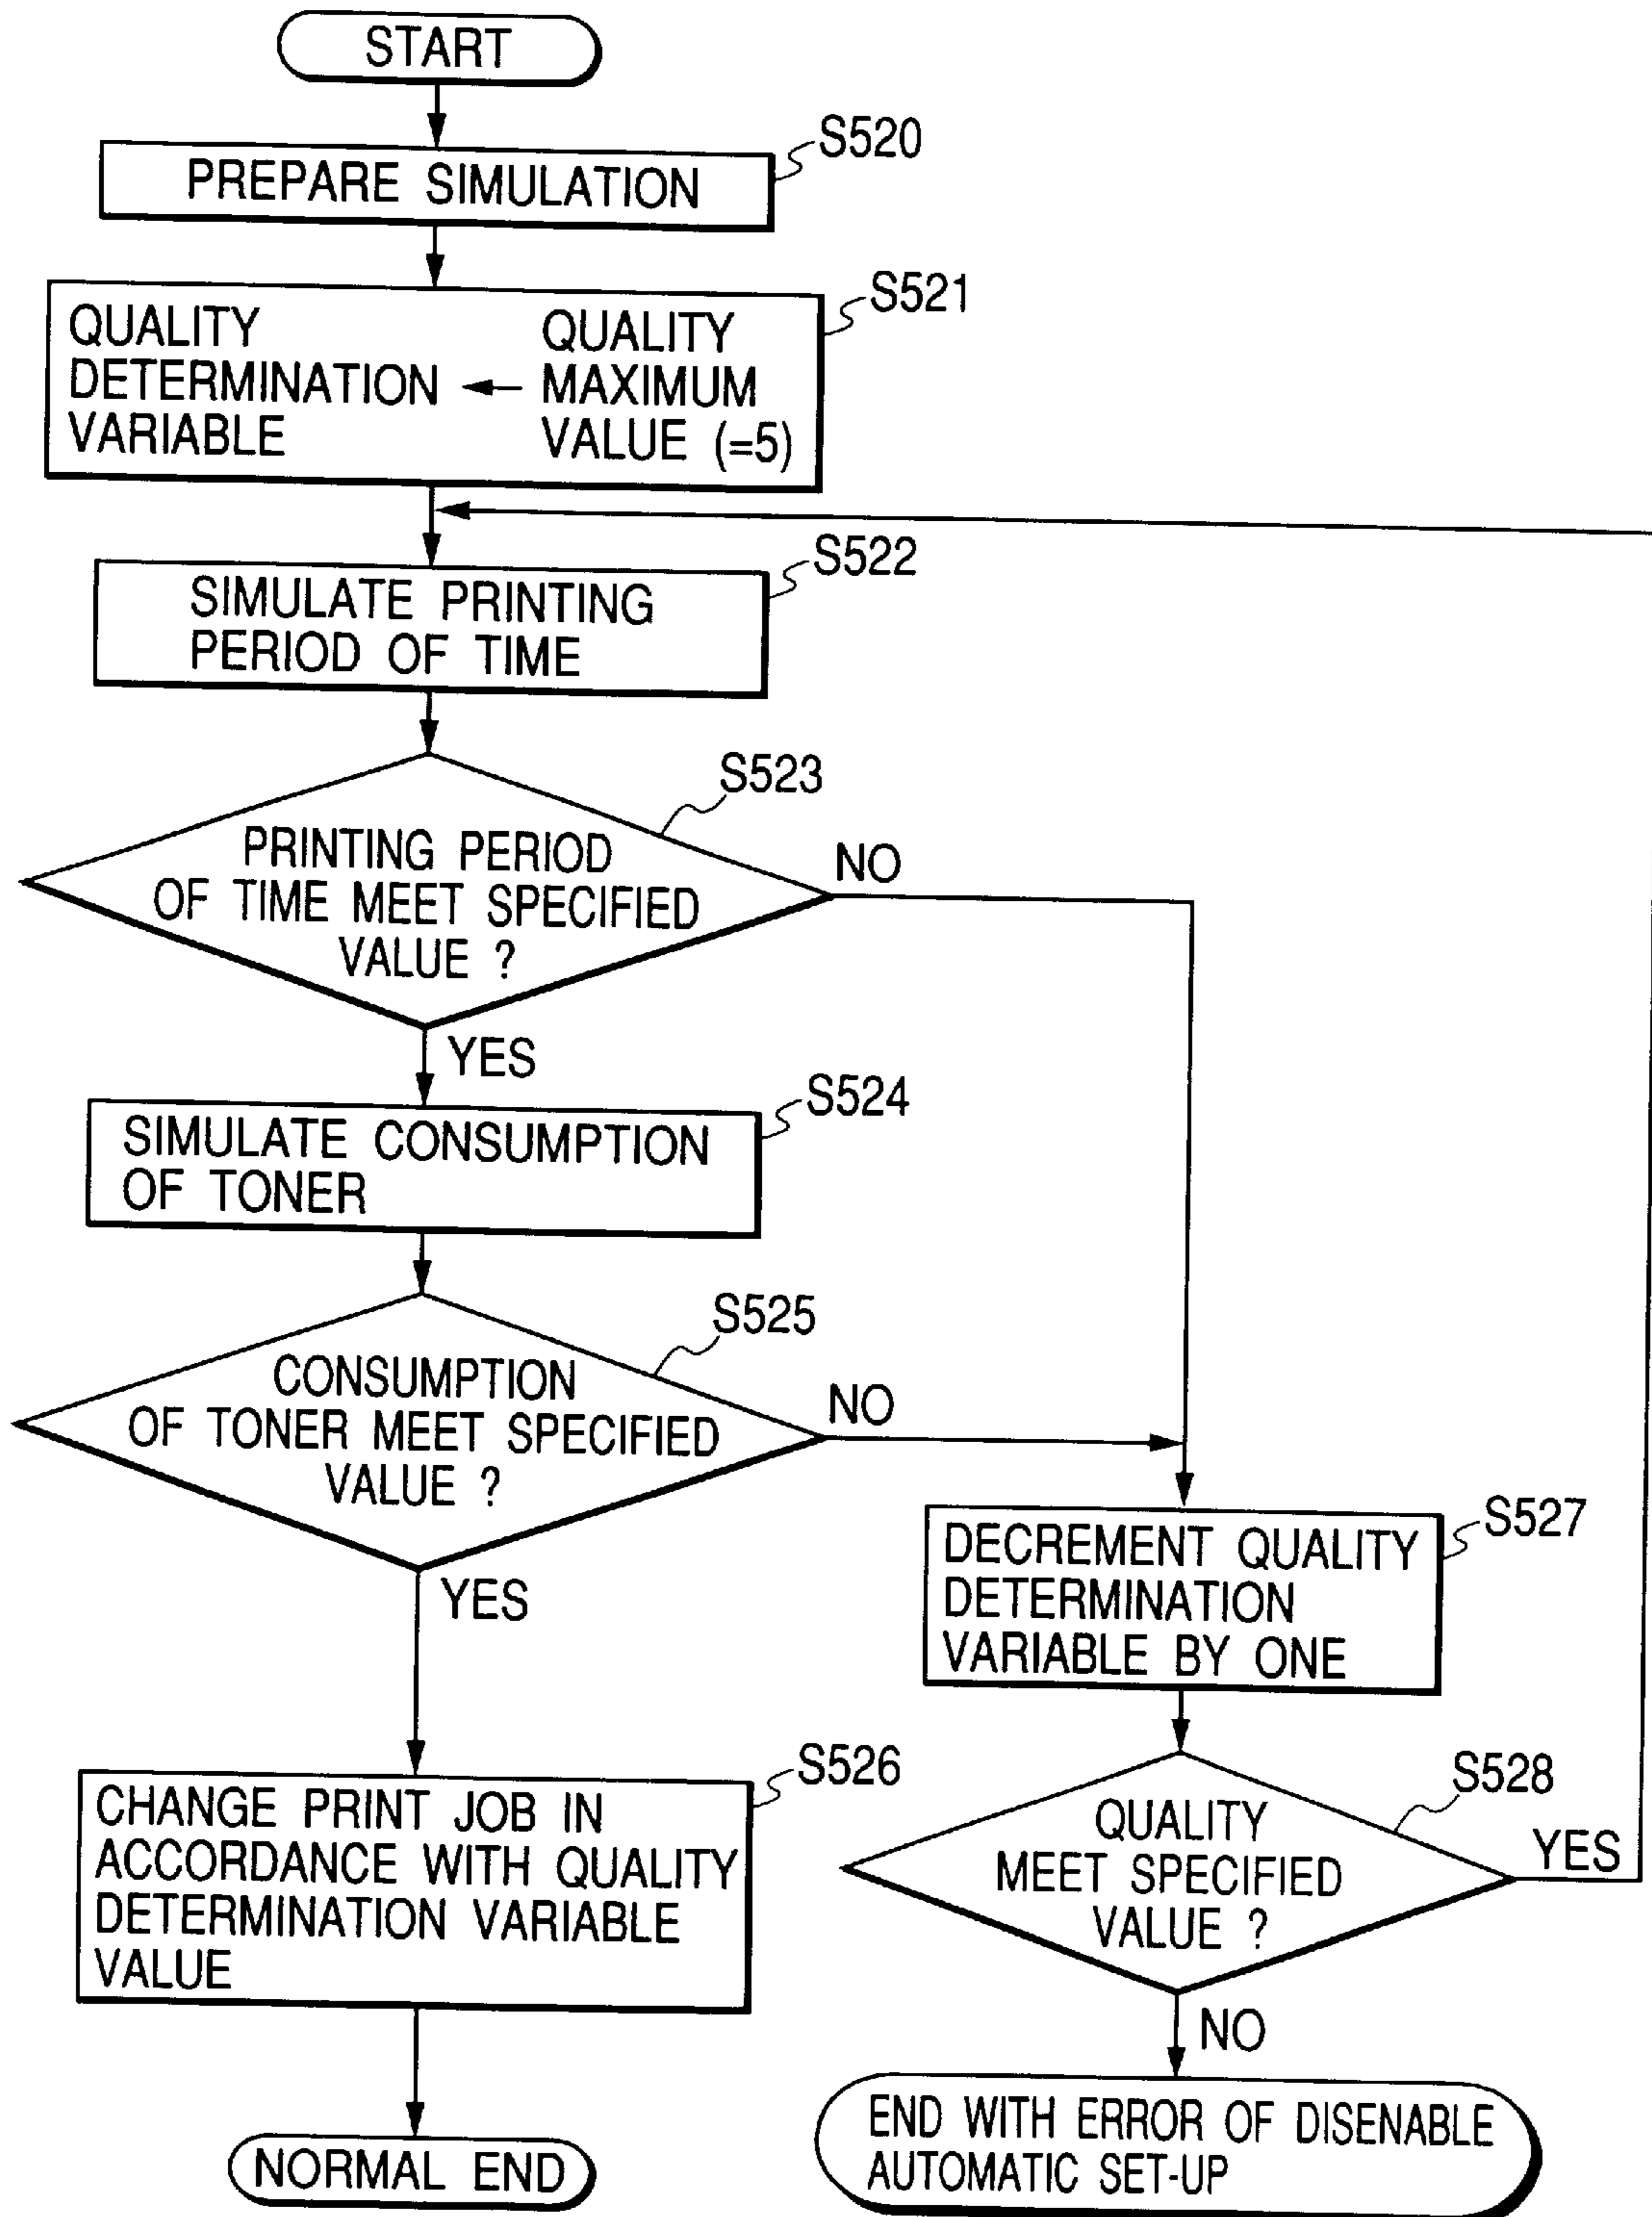 START
S520
PREPARE SIMULATION
S521
QUALITY
DETERMINATION
VARIABLE
←
QUALITY
MAXIMUM
VALUE (=5)
S522
SIMULATE PRINTING
PERIOD OF TIME
S523
PRINTING PERIOD
OF TIME MEET SPECIFIED
VALUE ?
NO
YES
S524
SIMULATE CONSUMPTION
OF TONER
S525
CONSUMPTION
OF TONER MEET SPECIFIED
VALUE ?
NO
YES
S526
CHANGE PRINT JOB IN
ACCORDANCE WITH QUALITY
DETERMINATION VARIABLE
VALUE
NORMAL END
S527
DECREMENT QUALITY
DETERMINATION
VARIABLE BY ONE
S528
QUALITY
MEET SPECIFIED
VALUE ?
YES
NO
END WITH ERROR OF DISENABLE
AUTOMATIC SET-UP